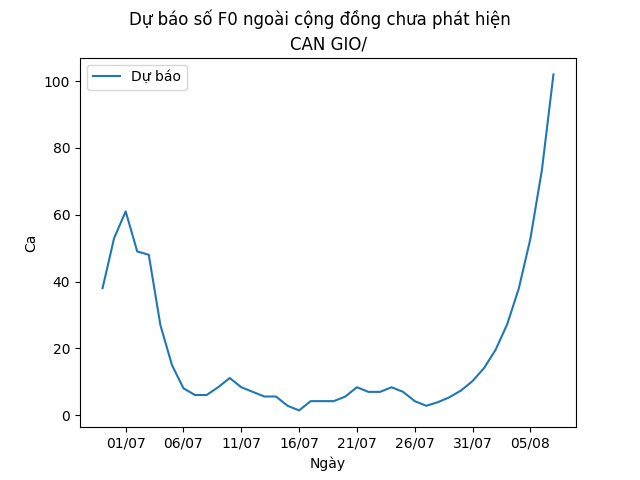 Dự báo số F0 ngoài cộng đồng chưa phát hiện
CAN GIO/
Dự báo
100
80
60
40
20
0
Ca
01/07 06/07 11/07 16/07 21/07 26/07 31/07 05/08
Ngày